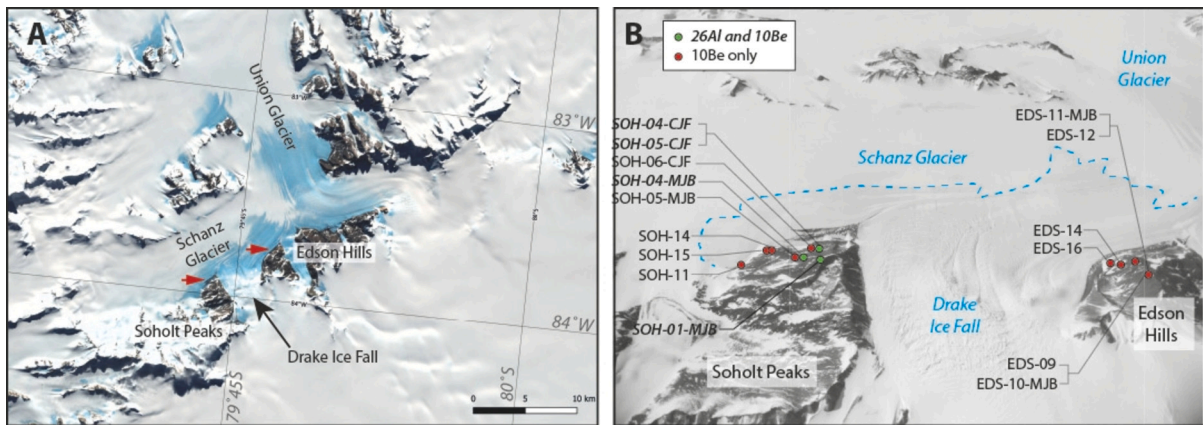 A
Union Glacier
83°W
Schanz
Glacier
Edson Hills
84°W
Soholt Peaks
Drake Ice Fall
79°45S
80°S
0
5
10 km
B
26Al and 10Be
10Be only
Union
Glacier
EDS-11-MJB
EDS-12
SOH-04-CJF
SOH-05-CJF
SOH-06-CJF
SOH-04-MJB
SOH-05-MJB
Schanz Glacier
SOH-14
SOH-15
SOH-11
EDS-14
EDS-16
SOH-01-MJB
Drake
Ice Fall
Edson
Hills
Soholt Peaks
EDS-09
EDS-10-MJB